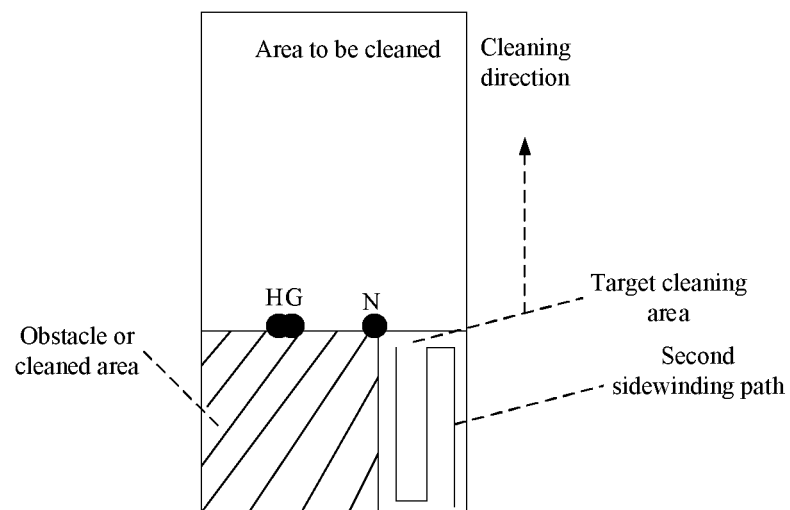 Area to be cleaned
Cleaning
direction
HG
N
Target cleaning
area
Obstacle or
cleaned area
Second
sidewinding path